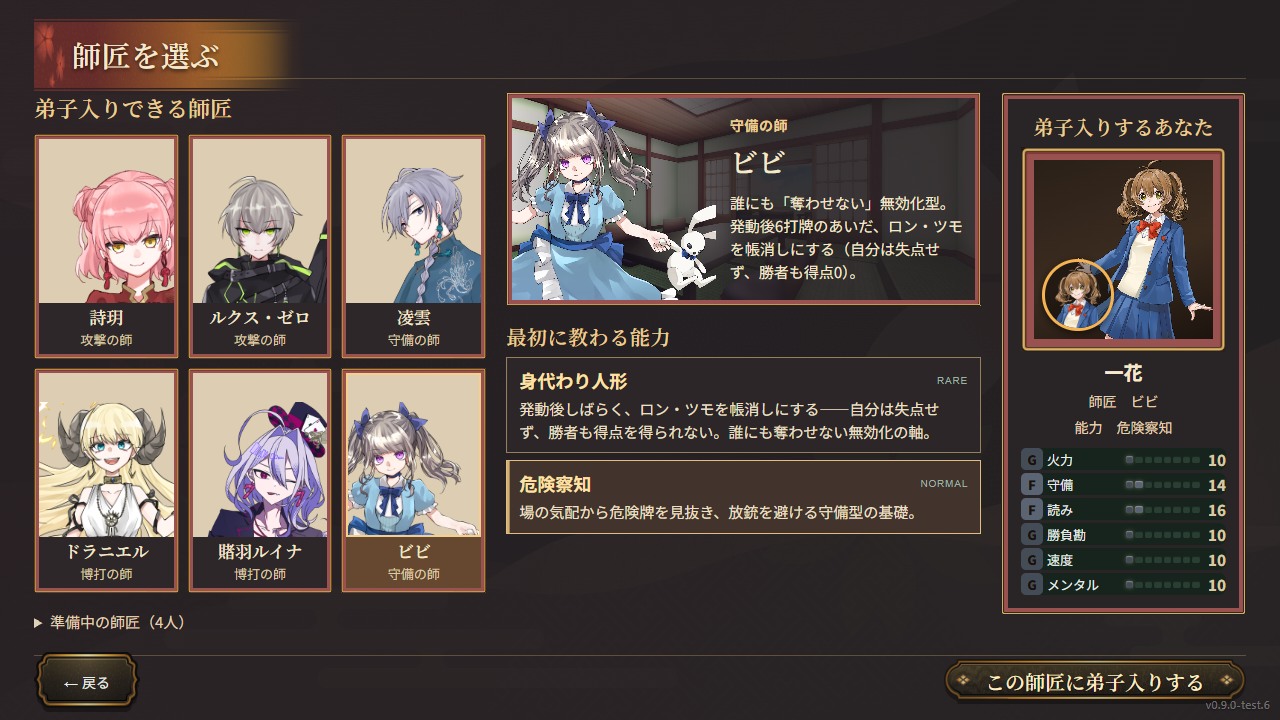 師匠を選ぶ
弟子入りできる師匠
詩玥
攻撃の師
ルクス・ゼロ
攻撃の師
凌雲
守備の師
ドラニエル
博打の師
賭羽ルイナ
博打の師
ビビ
守備の師
▶ 準備中の師匠（4人）
守備の師
ビビ
誰にも「奪わせない」無効化型。
発動後6打牌のあいだ、ロン・ツモ
を帳消しにする（自分は失点せ
ず、勝者も得点0）。
最初に教わる能力
身代わり人形
RARE
発動後しばらく、ロン・ツモを帳消しにする──自分は失点せ
ず、勝者も得点を得られない。誰にも奪わせない無効化の軸。
危険察知
NORMAL
場の気配から危険牌を見抜き、放銃を避ける守備型の基礎。
弟子入りするあなた
一花
師匠 ビビ
能力 危険察知
G 火力 10
F 守備 14
F 読み 16
G 勝負勘 10
G 速度 10
G メンタル 10
← 戻る
この師匠に弟子入りする
v0.9.0-test.6